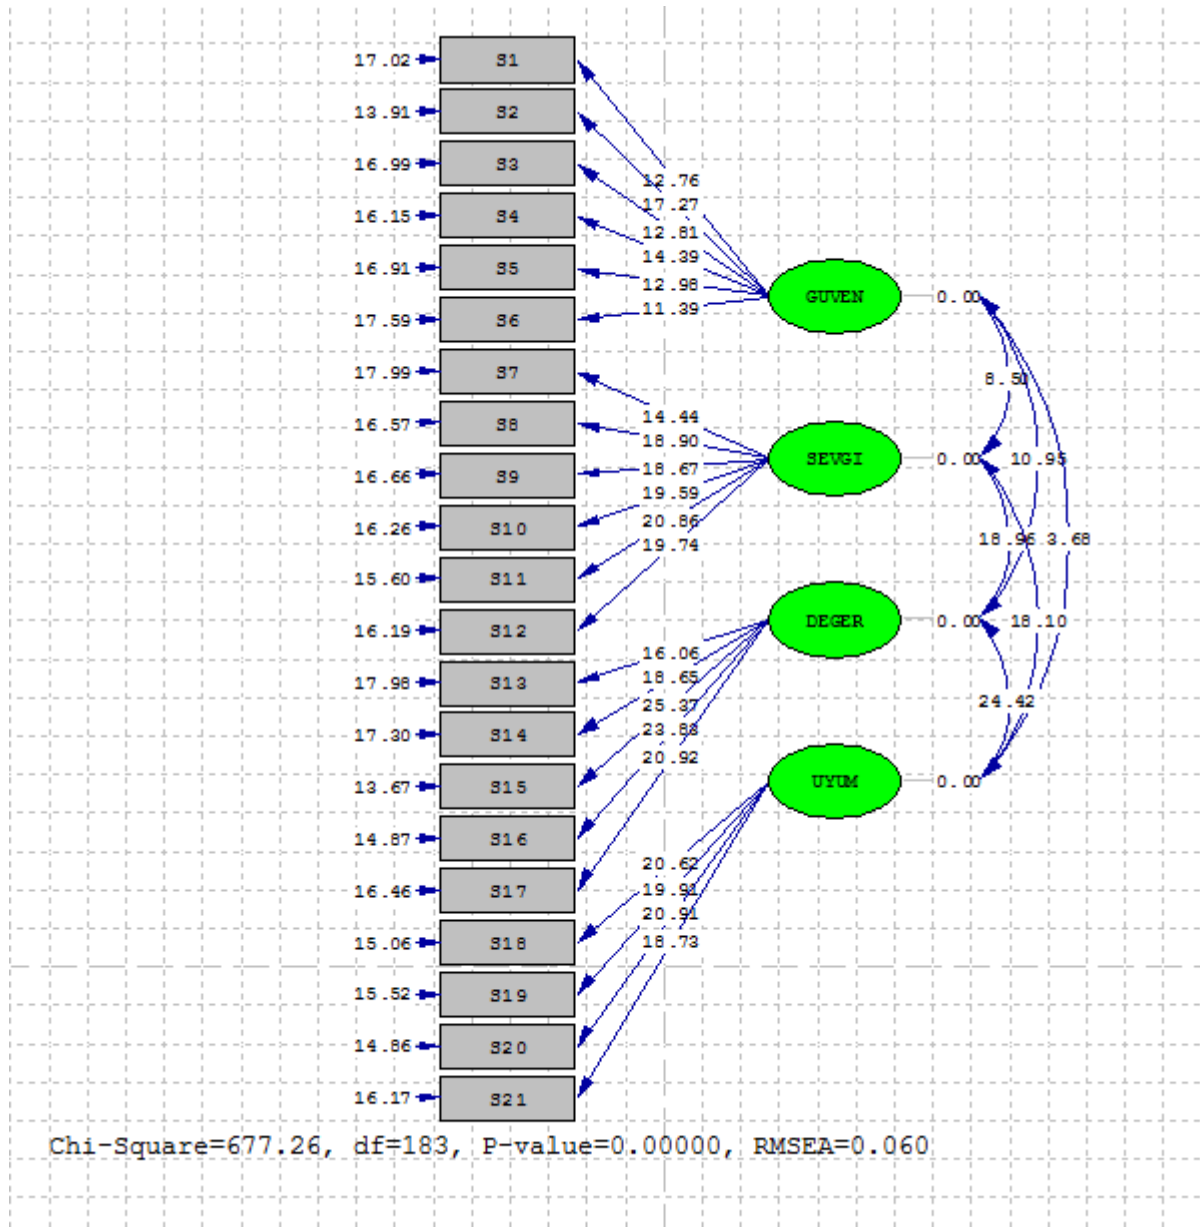 17.02 S1
13.91 S2
16.99 S3
16.15 S4
16.91 S5
17.59 S6
17.99 S7
16.57 S8
16.66 S9
16.26 S10
15.60 S11
16.19 S12
17.98 S13
17.30 S14
13.67 S15
14.87 S16
16.46 S17
15.06 S18
15.52 S19
14.86 S20
16.17 S21
12.76
17.27
12.81
14.39
12.98
11.39
14.44
18.90
18.67
19.59
20.86
19.74
16.06
18.65
25.37
23.88
20.92
20.62
19.91
20.91
18.73
GUVEN 0.00
SEVGI 0.00
DEGER 0.00
UYUM 0.00
10.95
18.96 3.68
18.10
24.42
Chi-Square=677.26, df=183, P-value=0.00000, RMSEA=0.060